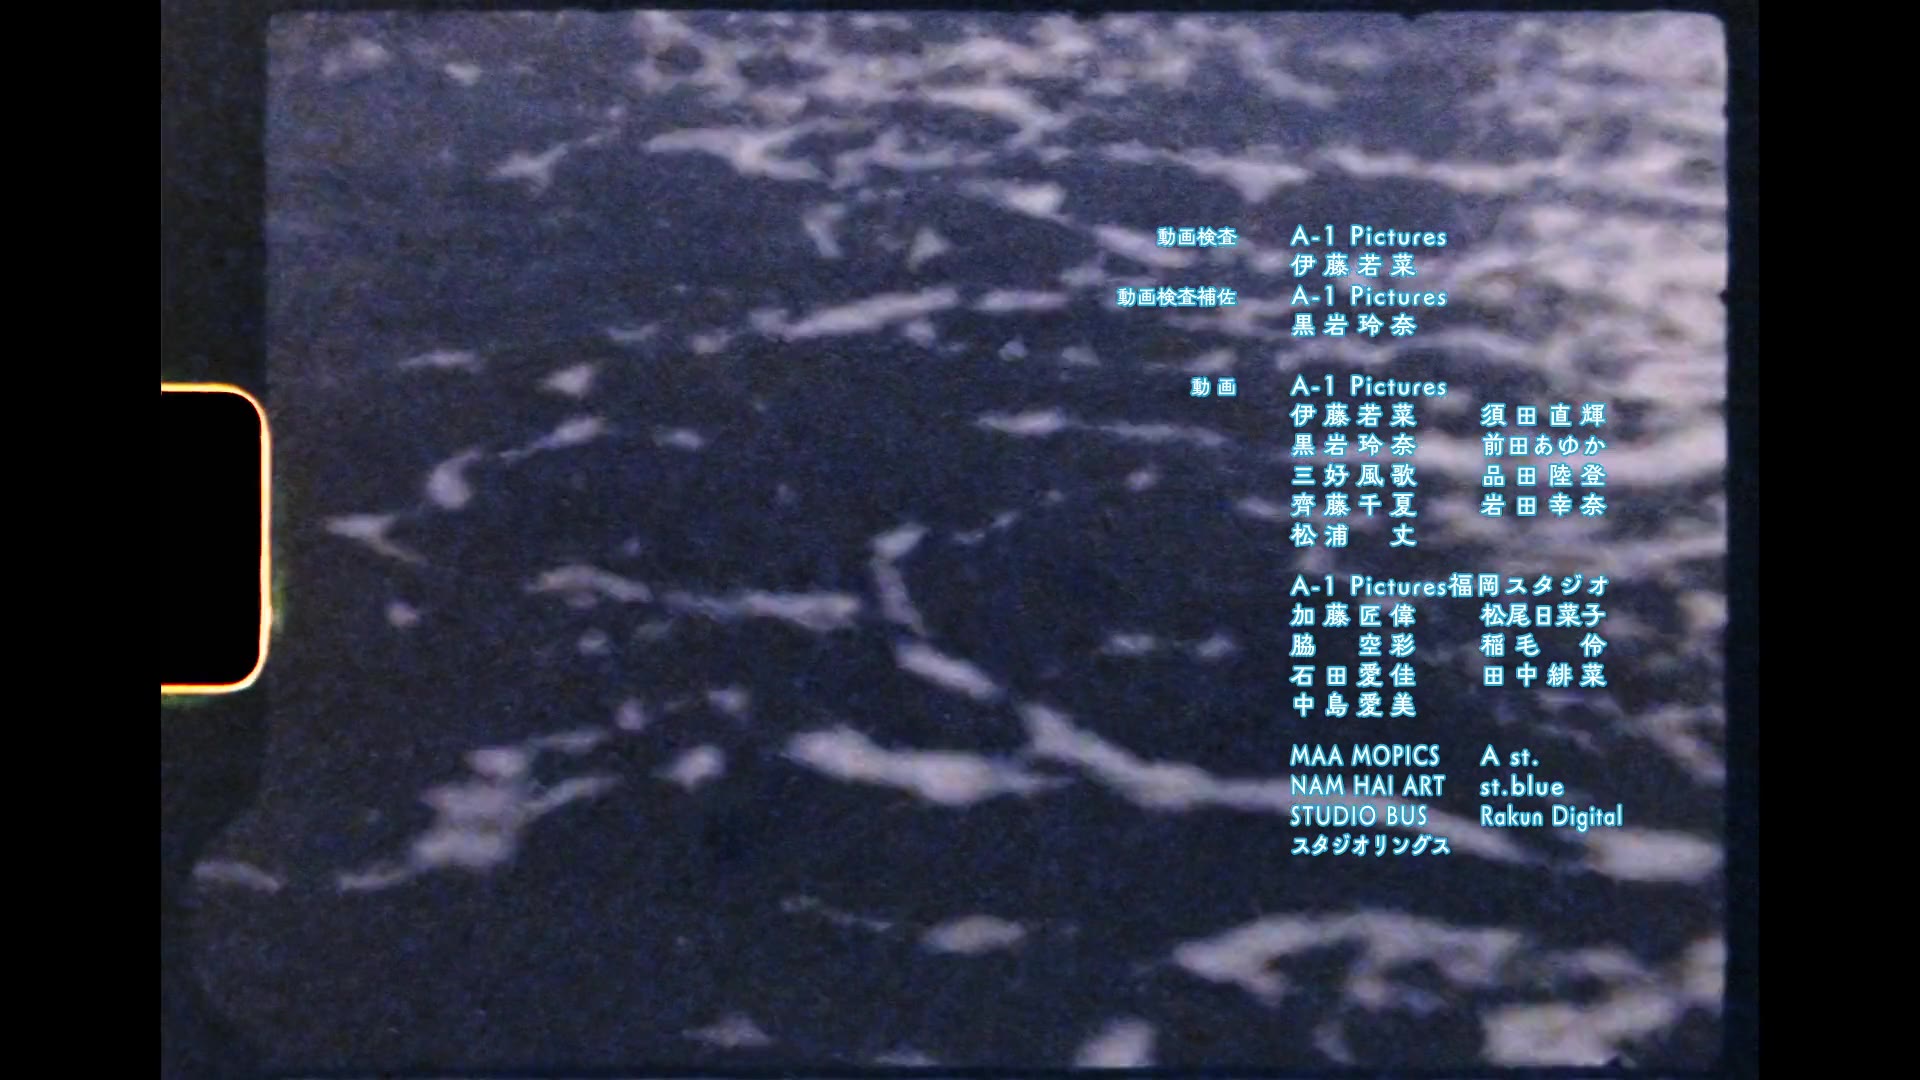 動画検査 A-1 Pictures
伊藤若菜
動画検査補佐 A-1 Pictures
黒岩玲奈
動画 A-1 Pictures
伊藤若菜 須田直輝
黒岩玲奈 前田あゆか
三好風歌 品田陸登
齊藤千夏 岩田幸奈
松浦 丈
A-1 Pictures福岡スタジオ
加藤匠偉 松尾日菜子
脇 空彩 稲毛 伶
石田愛佳 田中緋菜
中島愛美
MAA MOPICS A st.
NAM HAI ART st.blue
STUDIO BUS Rakun Digital
スタジオリングス